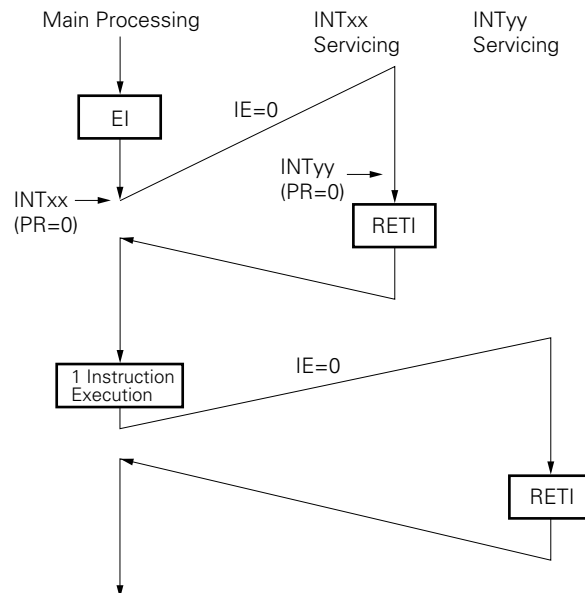 Main Processing
INTxx
Servicing
INTyy
Servicing
EI
IE=0
INTxx
(PR=0)
INTyy
(PR=0)
RETI
1 Instruction
Execution
IE=0
RETI